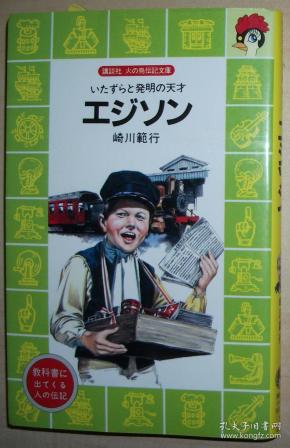 講談社 火の鳥伝記文庫
いたずらと発明の天才
エジソン
崎川範行
教科書に
出てくる
人の伝記
孔夫子旧书网
kongfz.com